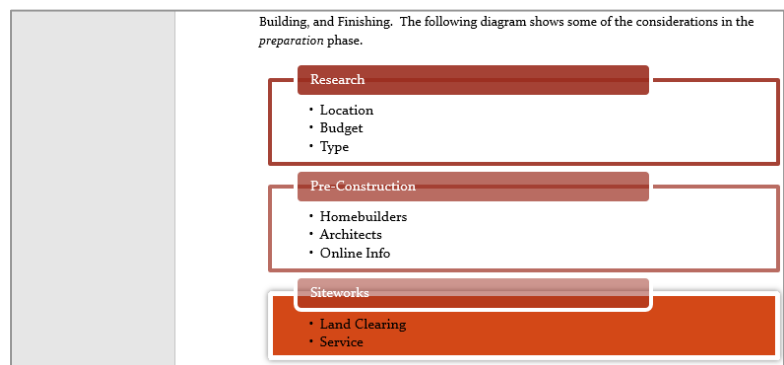 Building, and Finishing. The following diagram shows some of the considerations in the
preparation phase.
Research
• Location
• Budget
• Type
Pre-Construction
• Homebuilders
• Architects
• Online Info
Siteworks
• Land Clearing
• Service